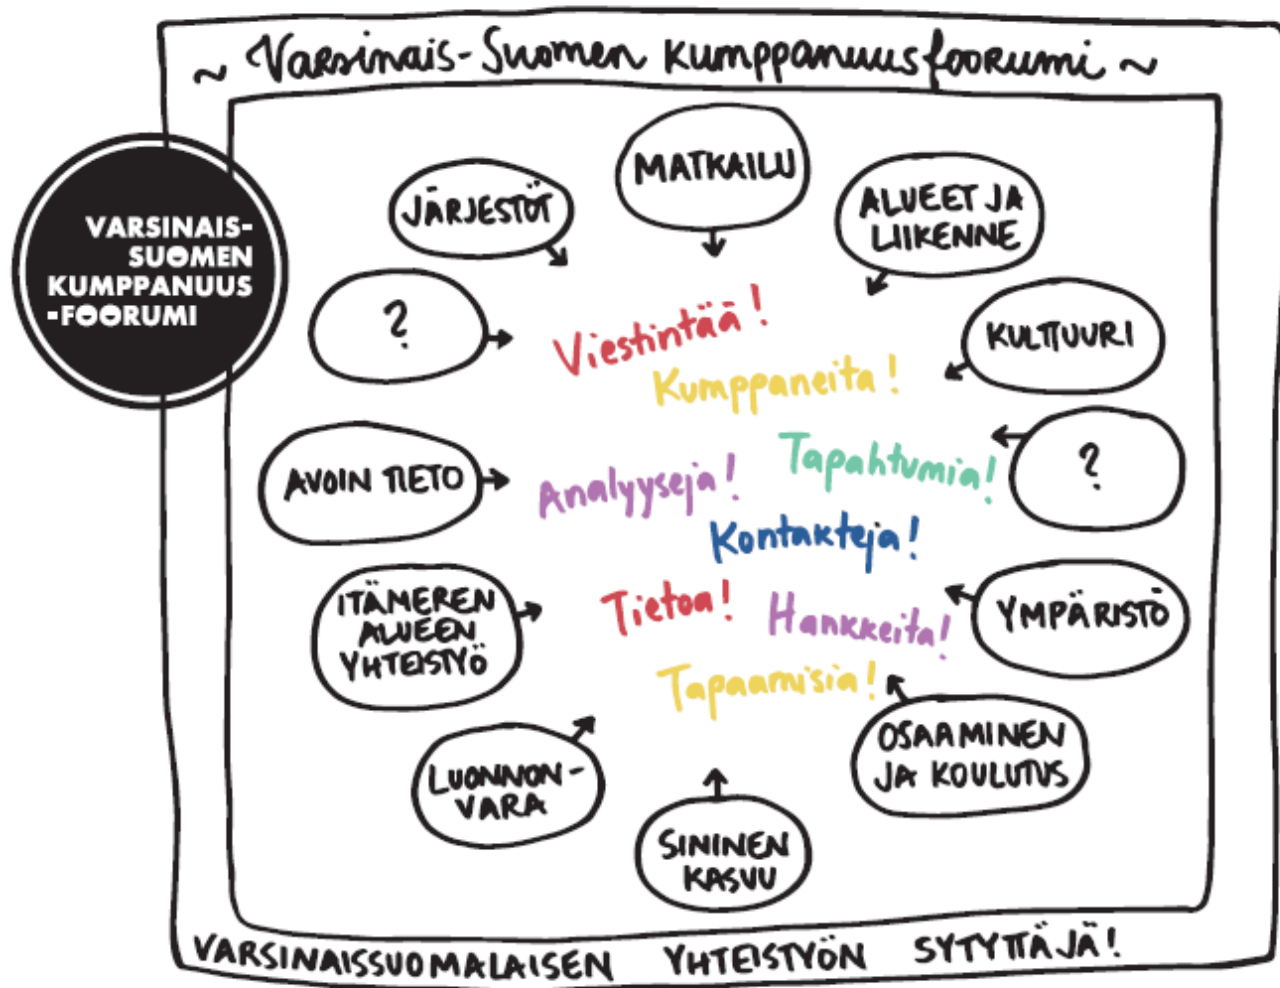 ~ Varsinais-Suomen kumppanuusfoorumi ~
VARSINAIS-
SUOMEN
KUMPPANUUS
-FOORUMI
MATKAILU
JÄRJESTÖT
ALUEET JA
LIIKENNE
?
KULTTUURI
Viestintää!
Kumppaneita!
AVOIN TIETO
Analyysejä!
Tapahtumia!
?
Kontakteja!
ITÄMEREN
ALUEEN
YHTEISTYÖ
Tietoa!
Hankkeita!
YMPÄRISTÖ
Tapaamisia!
LUONNON-
VARA
OSAAMINEN
JA KOULUTUS
SININEN
KASVU
VARSINAISSUOMALAISEN YHTEISTYÖN SYTYTTÄJÄ!